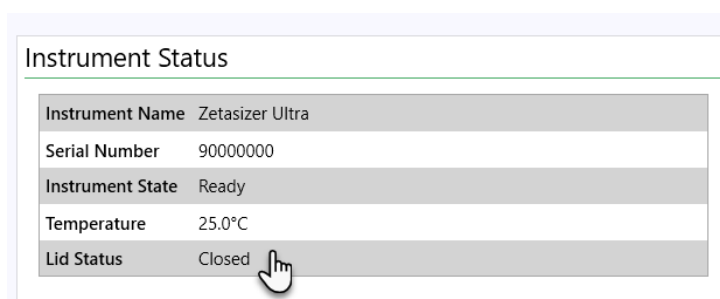 Instrument Status
Instrument Name Zetasizer Ultra
Serial Number 90000000
Instrument State Ready
Temperature 25.0°C
Lid Status Closed